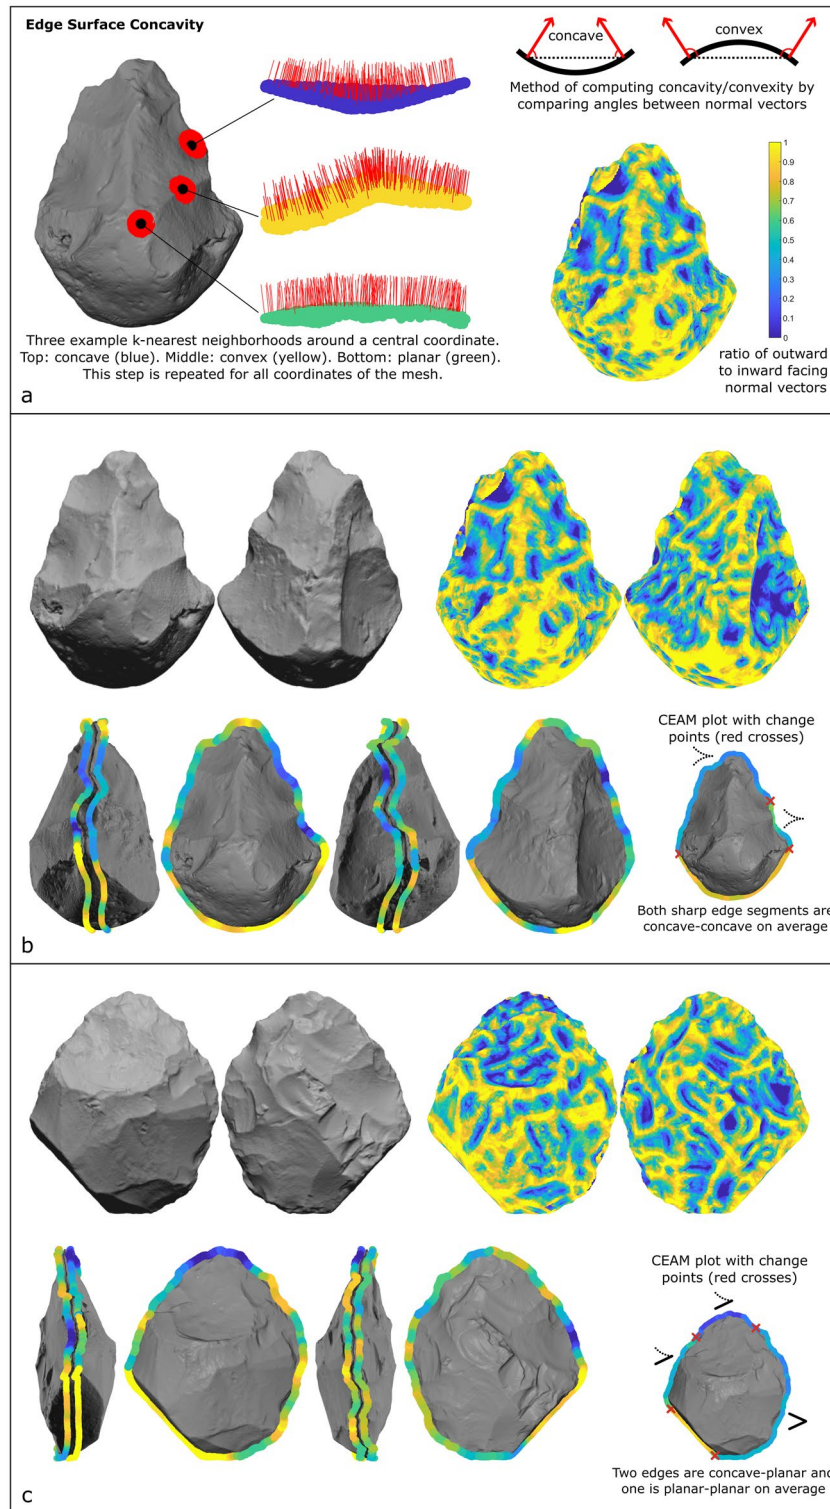 Edge Surface Concavity
concave
convex
Method of computing concavity/convexity by
comparing angles between normal vectors
1
0.9
0.8
0.7
0.6
0.5
0.4
0.3
0.2
0.1
0
ratio of outward
to inward facing
normal vectors
Three example k-nearest neighborhoods around a central coordinate.
Top: concave (blue). Middle: convex (yellow). Bottom: planar (green).
This step is repeated for all coordinates of the mesh.
a
CEAM plot with change
points (red crosses)
Both sharp edge segments are
concave-concave on average
b
CEAM plot with change
points (red crosses)
Two edges are concave-planar and
one is planar-planar on average
c